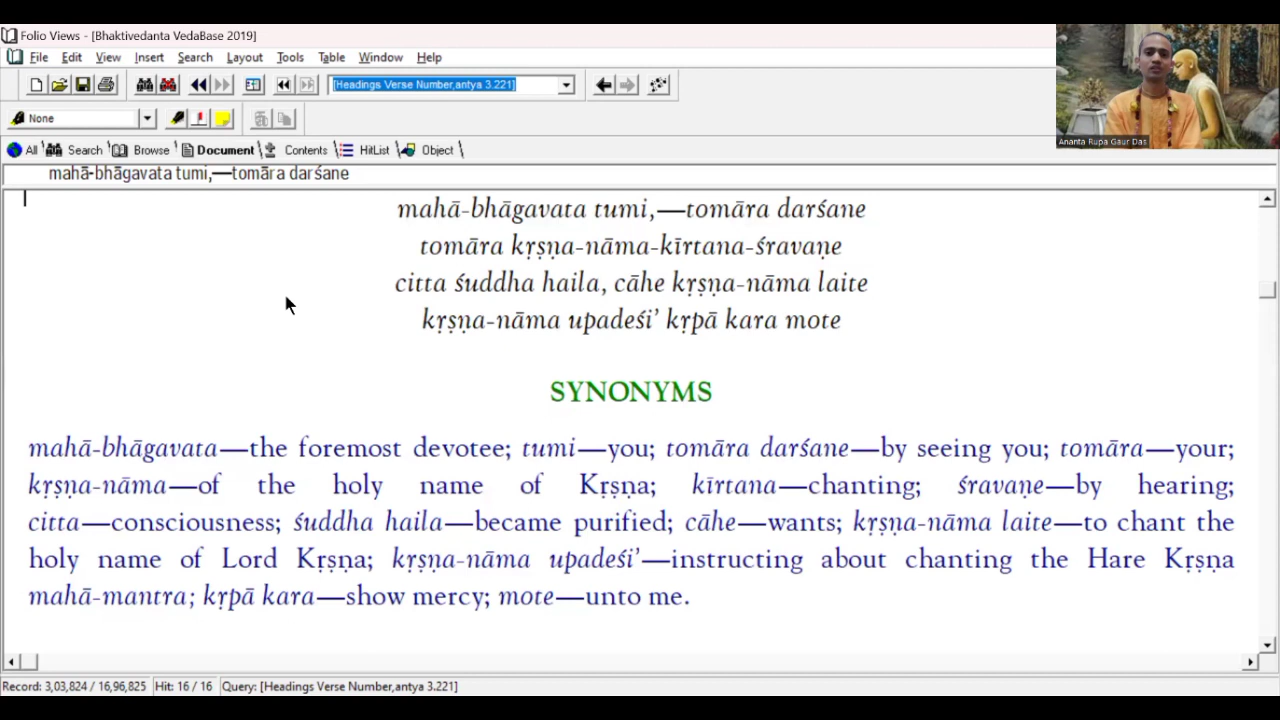 Folio Views - [Bhaktivedanta VedaBase 2019]
File Edit View Insert Search Layout Tools Table Window Help
[Headings Verse Number,antya 3.221]
None
All Search Browse Document Contents HitList Object
Ananta Rupa Gaur Das
mahā-bhāgavata tumi,—tomāra darśane
mahā-bhāgavata tumi,—tomāra darśane
tomāra kṛṣṇa-nāma-kīrtana-śravaṇe
citta śuddha haila, cāhe kṛṣṇa-nāma laite
kṛṣṇa-nāma upadeśi’ kṛpā kara mote
SYNONYMS
mahā-bhāgavata—the foremost devotee; tumi—you; tomāra darśane—by seeing you; tomāra—your;
kṛṣṇa-nāma—of the holy name of Kṛṣṇa; kīrtana—chanting; śravaṇe—by hearing;
citta—consciousness; śuddha haila—became purified; cāhe—wants; kṛṣṇa-nāma laite—to chant the
holy name of Lord Kṛṣṇa; kṛṣṇa-nāma upadeśi’—instructing about chanting the Hare Kṛṣṇa
mahā-mantra; kṛpā kara—show mercy; mote—unto me.
Record: 3,03,824 / 16,96,825 Hit: 16 / 16 Query: [Headings Verse Number,antya 3.221]